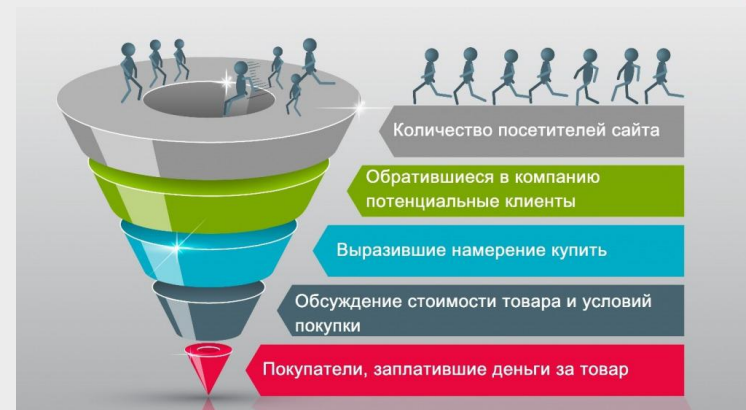 Количество посетителей сайта
Обратившиеся в компанию
потенциальные клиенты
Выразившие намерение купить
Обсуждение стоимости товара и условий
покупки
Покупатели, заплатившие деньги за товар